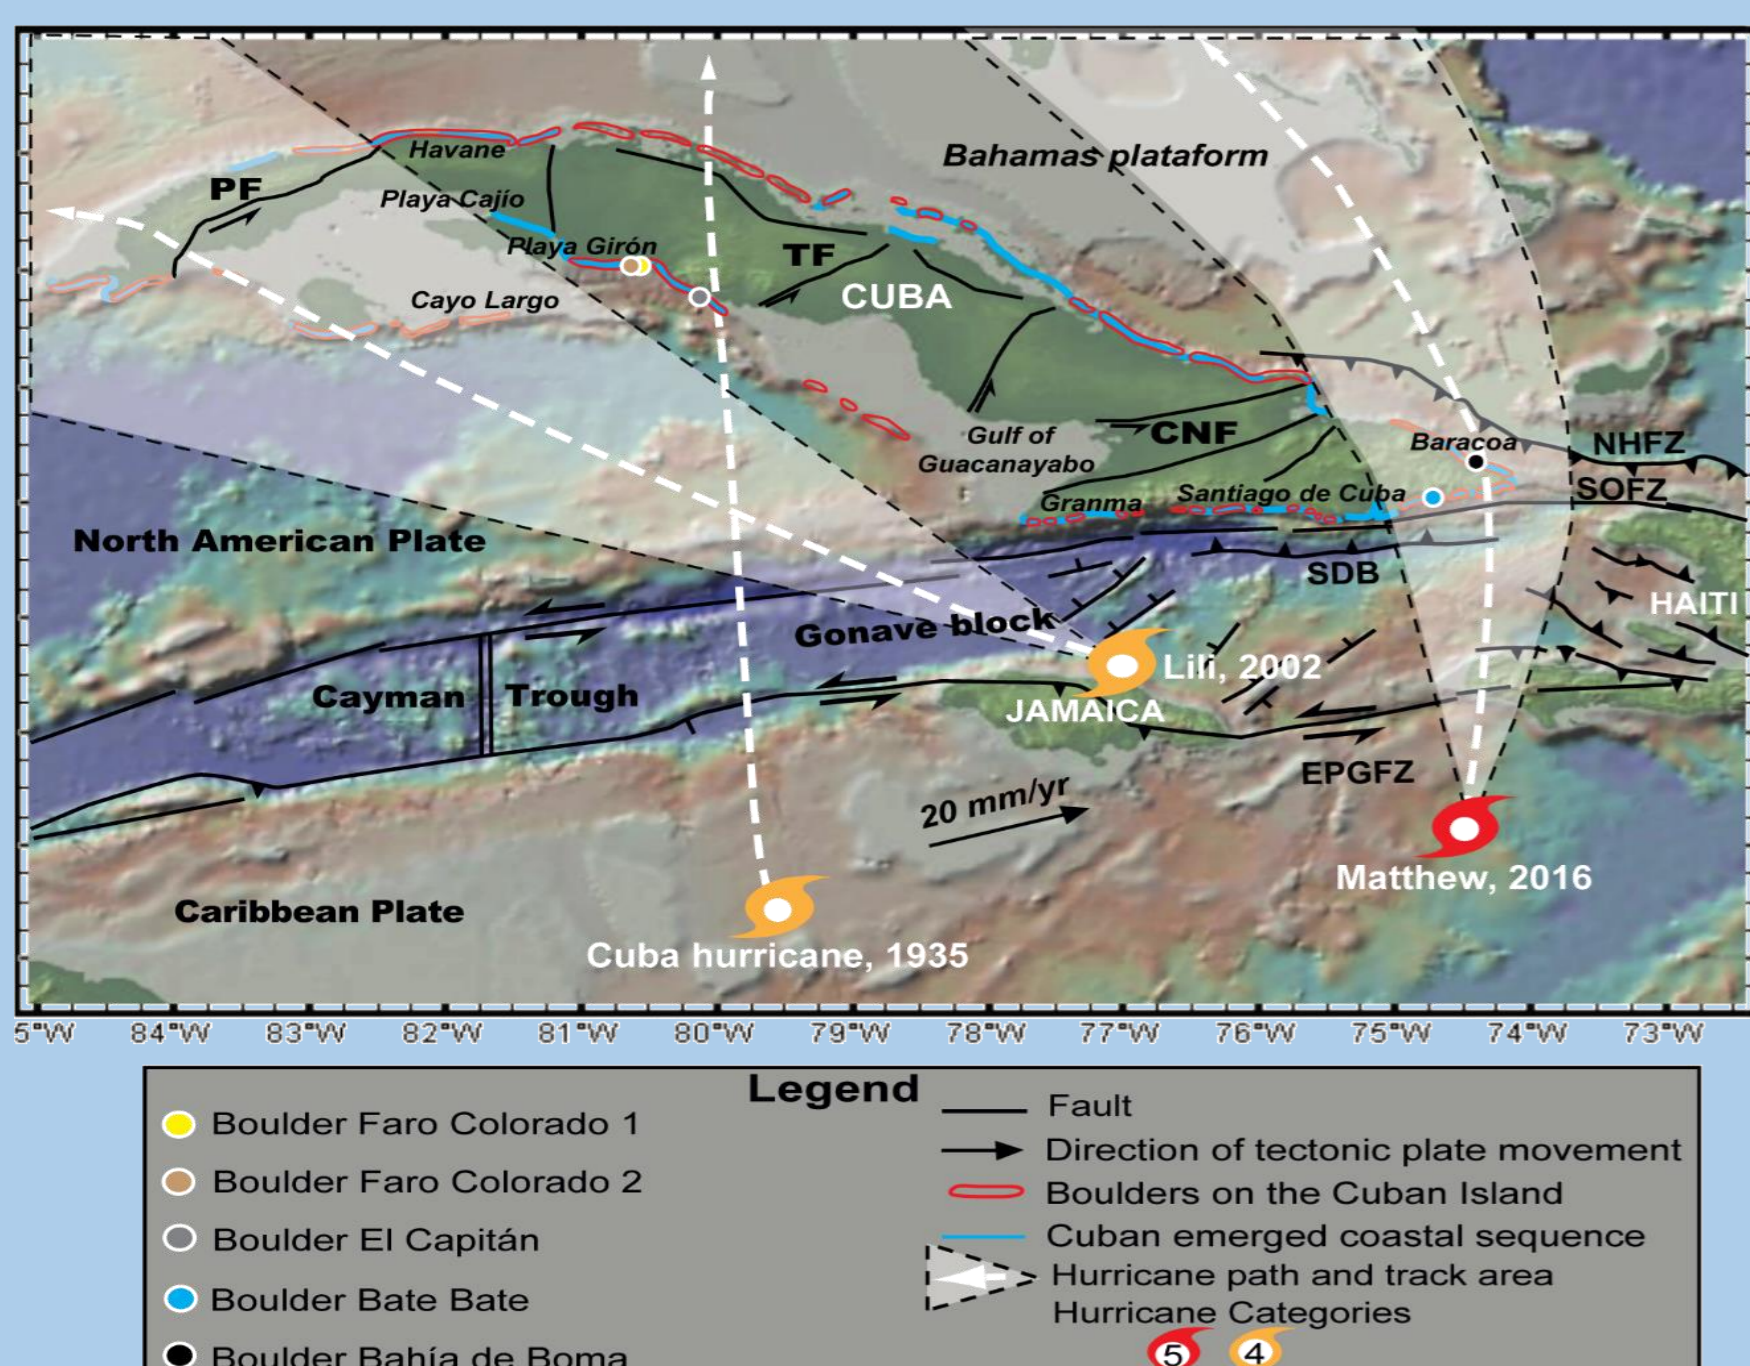 Havane
Bahamas plataform
PF
Playa Cajío
Playa Girón
TF
CUBA
Cayo Largo
Gulf of
Guacanayabo
CNF
Baracoa
NHFZ
Granma
Santiago de Cuba
SOFZ
North American Plate
SDB
HAITI
Gonave block
Lili, 2002
Cayman
Trough
JAMAICA
20 mm/yr
EPGFZ
Matthew, 2016
Caribbean Plate
Cuba hurricane, 1935
5°W 84°W 83°W 82°W 81°W 80°W 79°W 78°W 77°W 76°W 75°W 74°W 73°W
Legend
Boulder Faro Colorado 1
Boulder Faro Colorado 2
Boulder El Capitán
Boulder Bate Bate
Boulder Bahía de Boma
Fault
Direction of tectonic plate movement
Boulders on the Cuban Island
Cuban emerged coastal sequence
Hurricane path and track area
Hurricane Categories
5 4